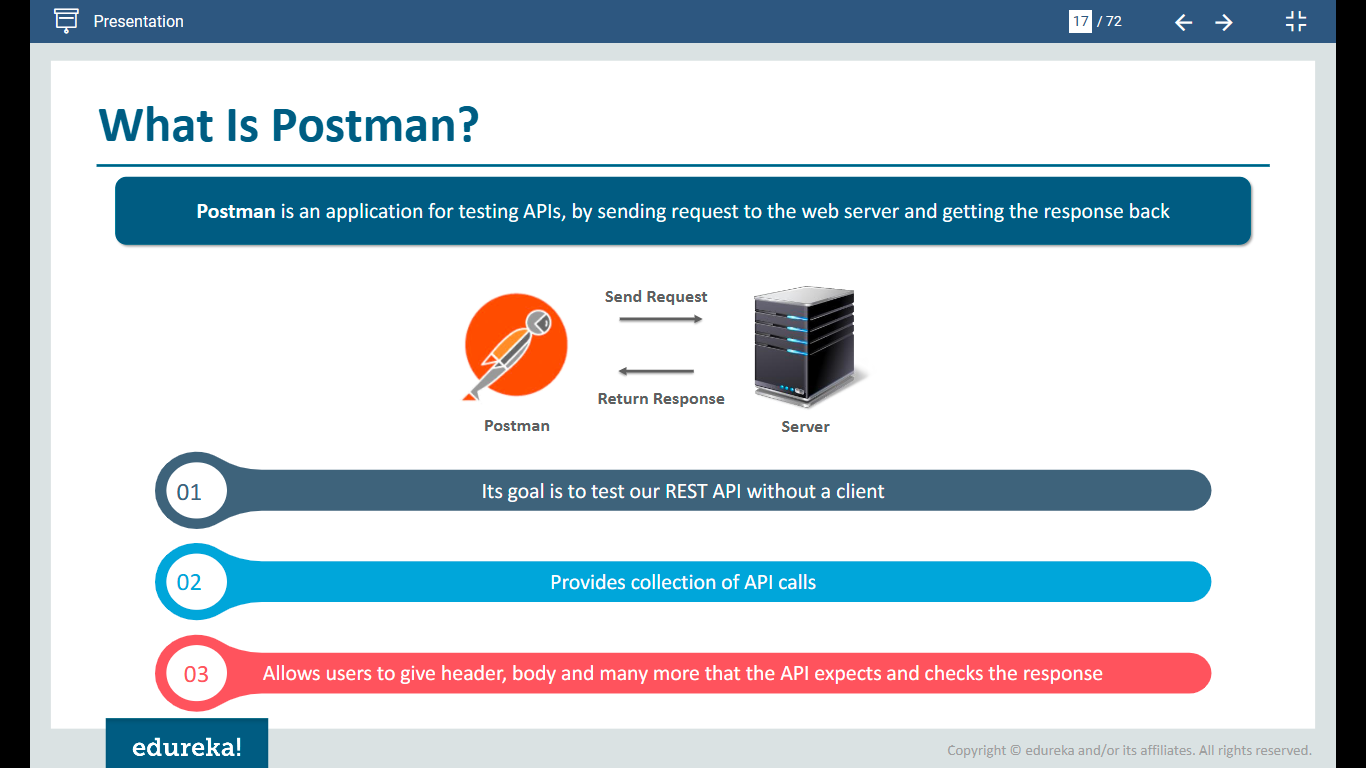 Presentation
17 / 72
What Is Postman?
Postman is an application for testing APIs, by sending request to the web server and getting the response back
Send Request
Return Response
Postman
Server
01
Its goal is to test our REST API without a client
02
Provides collection of API calls
03
Allows users to give header, body and many more that the API expects and checks the response
edureka!
Copyright © edureka and/or its affiliates. All rights reserved.